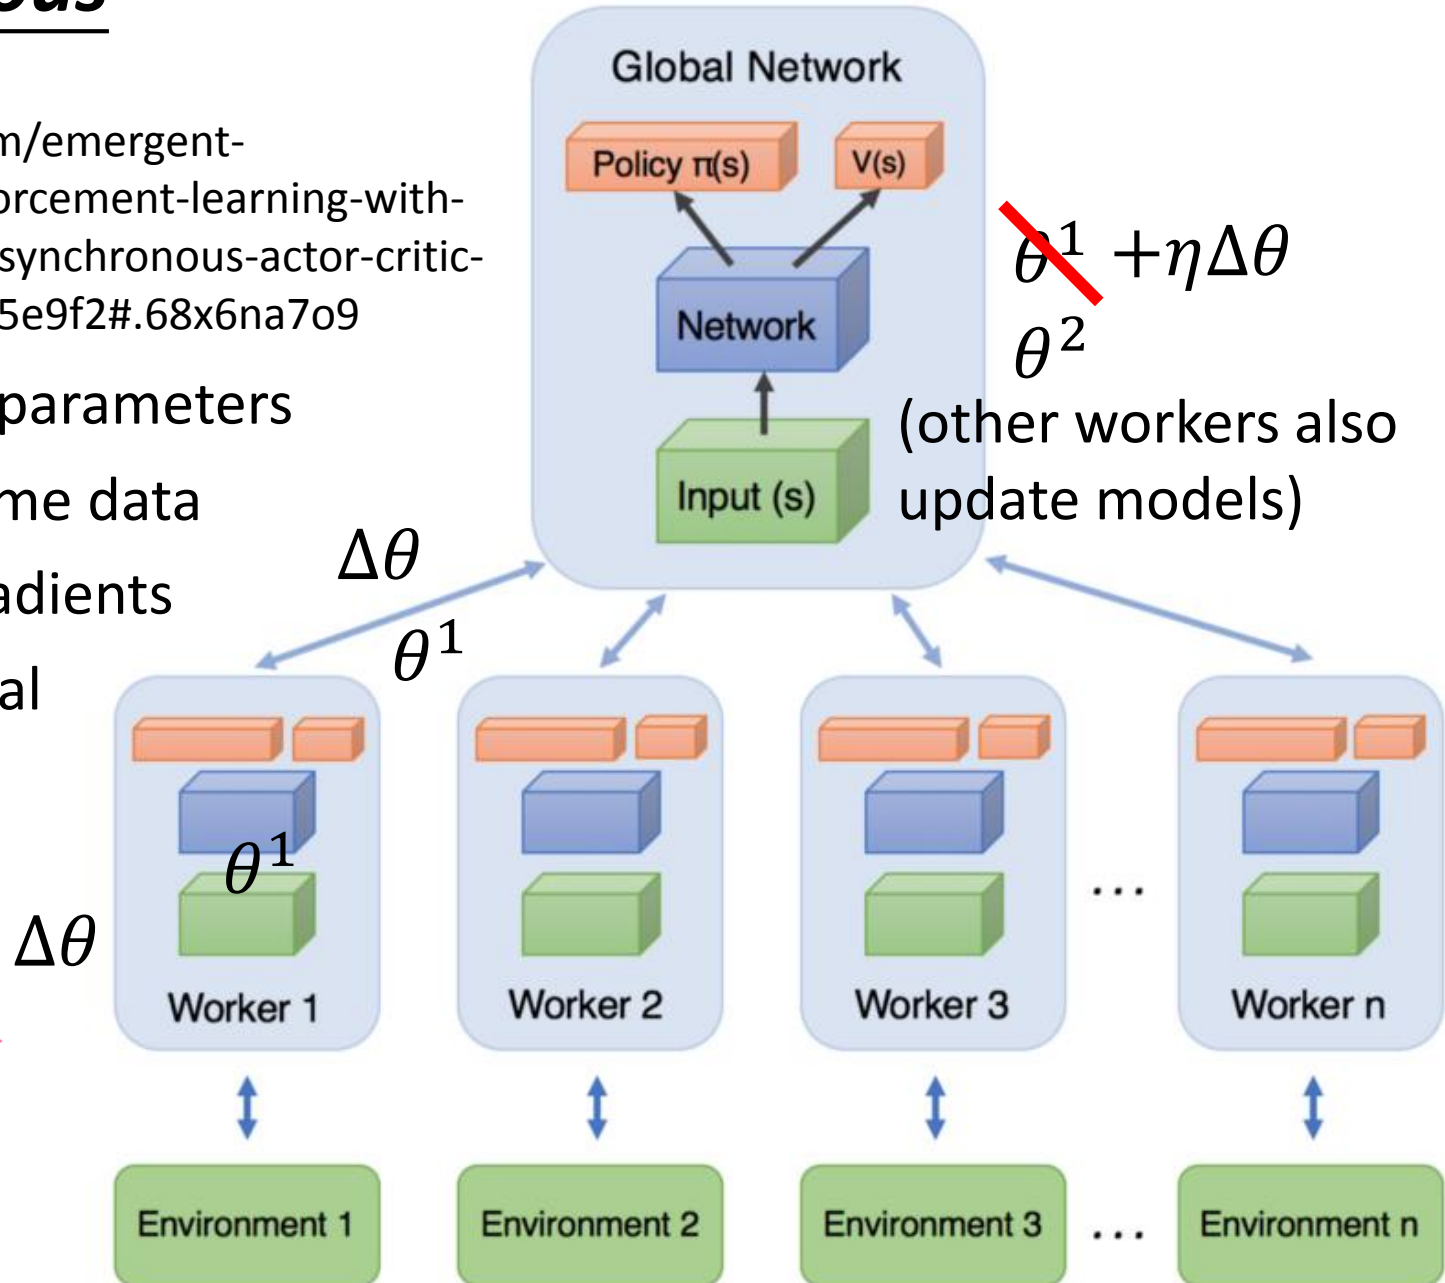 ous
m/emergent-
orcement-learning-with-
synchronous-actor-critic-
5e9f2#.68x6na7o9
parameters
me data
adients
al
Global Network
Policy π(s)
V(s)
Network
Input (s)
θ¹ +ηΔθ
θ²
(other workers also
update models)
Δθ
θ¹
θ¹
Δθ
Worker 1
Worker 2
Worker 3
...
Worker n
Environment 1
Environment 2
Environment 3
...
Environment n